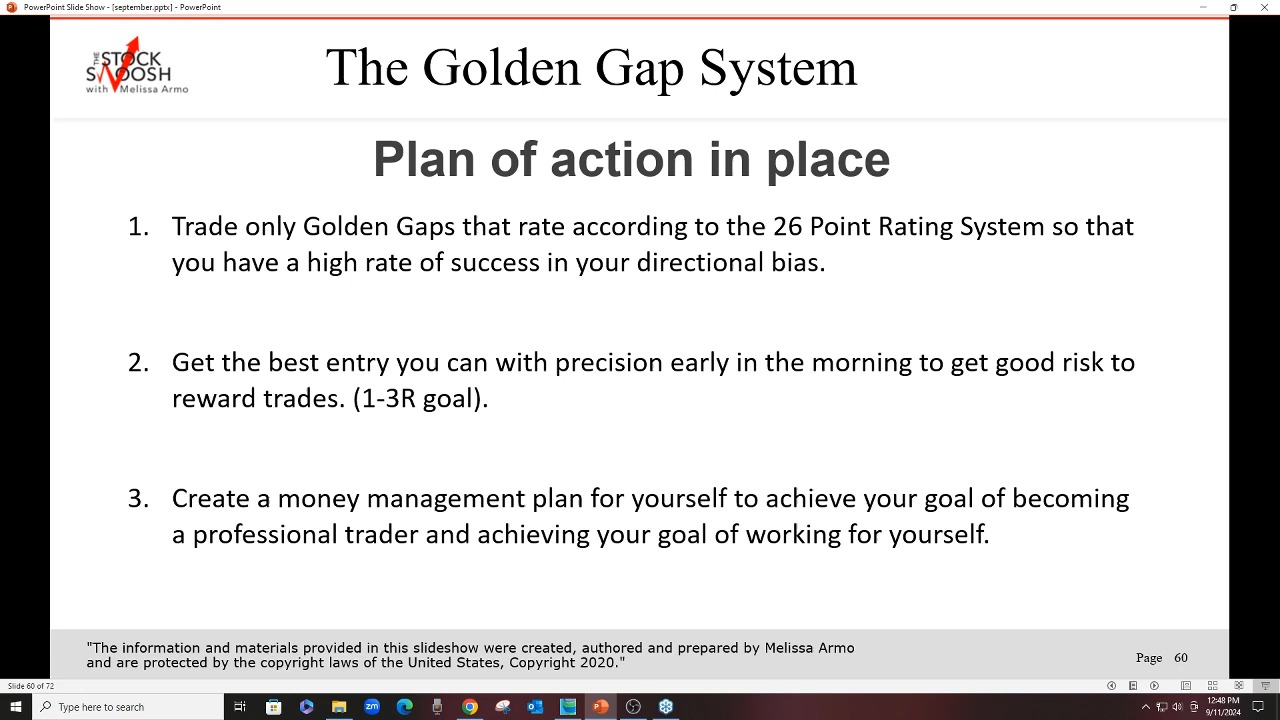 PowerPoint Slide Show - [september.pptx] - PowerPoint
THE
STOCK
SWOOSH
with Melissa Armo
The Golden Gap System
Plan of action in place
1. Trade only Golden Gaps that rate according to the 26 Point Rating System so that
you have a high rate of success in your directional bias.
2. Get the best entry you can with precision early in the morning to get good risk to
reward trades. (1-3R goal).
3. Create a money management plan for yourself to achieve your goal of becoming
a professional trader and achieving your goal of working for yourself.
"The information and materials provided in this slideshow were created, authored and prepared by Melissa Armo
and are protected by the copyright laws of the United States, Copyright 2020."
Page 60
Slide 60 of 72
Type here to search
zm
12:48 PM
9/11/2024